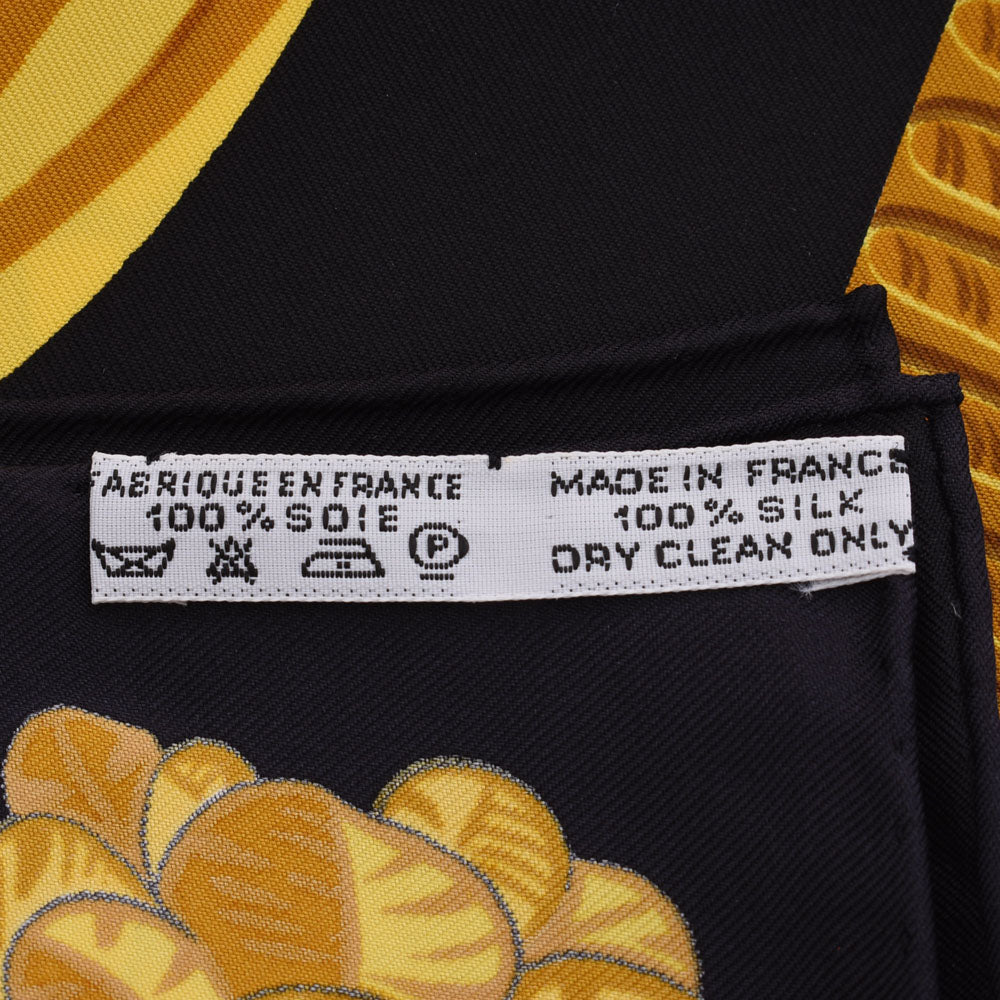 FABRIQUE EN FRANCE
100% SOIE
P
MADE IN FRANCE
100% SILK
DRY CLEAN ONLY